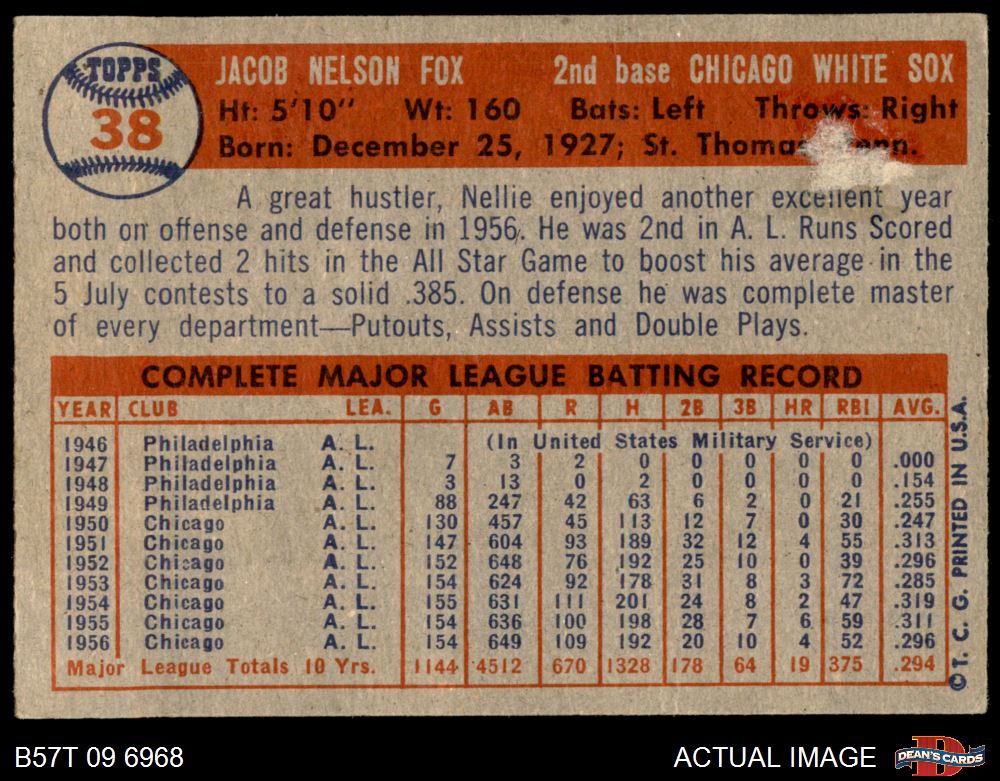 TOPPS
38
JACOB NELSON FOX 2nd base CHICAGO WHITE SOX
Ht: 5'10" Wt: 160 Bats: Left Throws: Right
Born: December 25, 1927; St. Thomas
A great hustler, Nellie enjoyed another excellent year
both on offense and defense in 1956. He was 2nd in A. L. Runs Scored
and collected 2 hits in the All Star Game to boost his average in the
5 July contests to a solid .385. On defense he was complete master
of every department—Putouts, Assists and Double Plays.
COMPLETE MAJOR LEAGUE BATTING RECORD
YEAR CLUB LEA. G AB R H 2B 3B HR RBI AVG.
1946 Philadelphia A. L. (In United States Military Service)
1947 Philadelphia A. L. 7 3 2 0 0 0 0 0 .000
1948 Philadelphia A. L. 3 13 0 2 0 0 0 0 .154
1949 Philadelphia A. L. 88 247 42 63 6 2 0 21 .255
1950 Chicago A. L. 130 457 45 113 12 7 0 30 .247
1951 Chicago A. L. 147 604 93 189 32 12 4 55 .313
1952 Chicago A. L. 152 648 76 192 25 10 0 39 .296
1953 Chicago A. L. 154 624 92 178 31 8 3 72 .285
1954 Chicago A. L. 155 631 111 201 24 8 2 47 .319
1955 Chicago A. L. 154 636 100 198 28 7 6 59 .311
1956 Chicago A. L. 154 649 109 192 20 10 4 52 .296
Major League Totals 10 Yrs. 1144 4512 670 1328 178 64 19 375 .294
© T. C. G. PRINTED IN U.S.A.
B57T 09 6968
ACTUAL IMAGE
DEAN'S CARDS